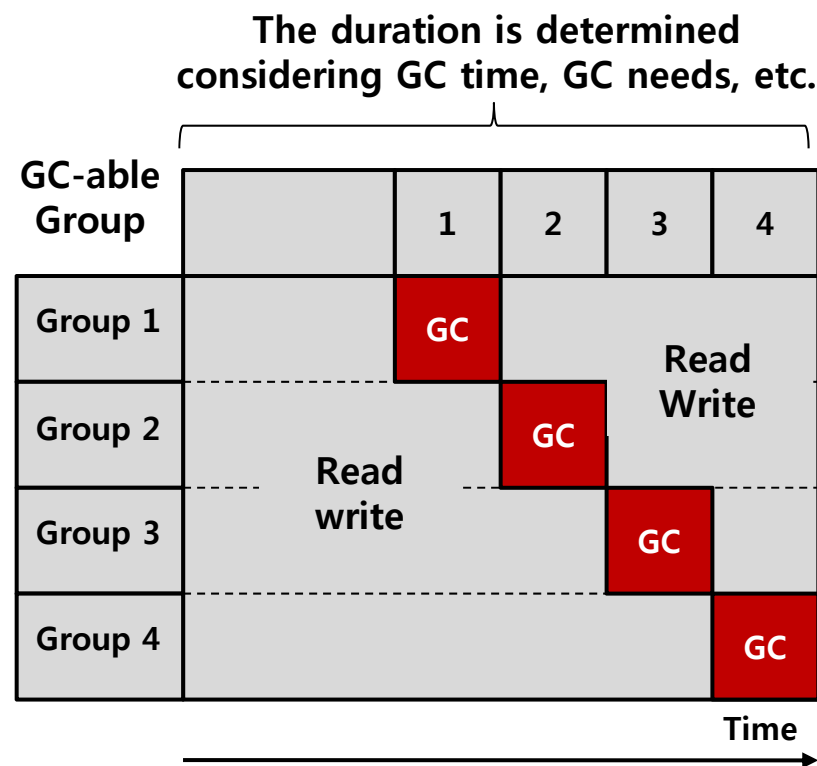 The duration is determined
considering GC time, GC needs, etc.
GC-able
Group
1 2 3 4
Group 1
GC
Read
Write
Group 2
GC
Read
write
Group 3
GC
Group 4
GC
Time